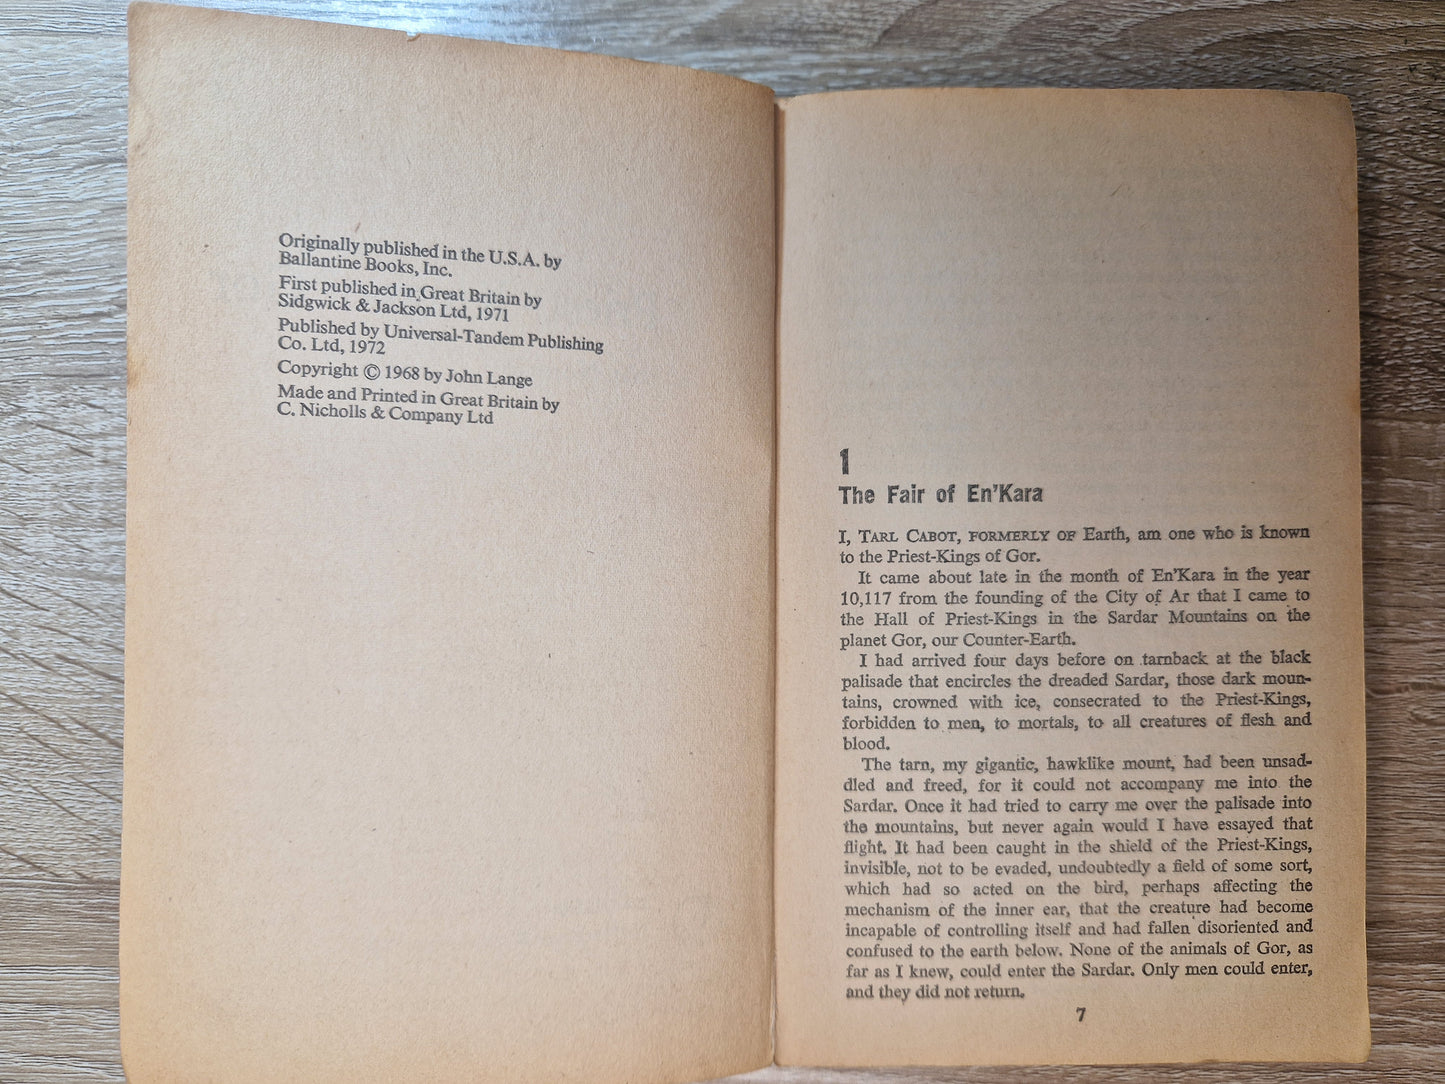 Originally published in the U.S.A. by
Ballantine Books, Inc.
First published in Great Britain by
Sidgwick & Jackson Ltd, 1971
Published by Universal-Tandem Publishing
Co. Ltd, 1972
Copyright © 1968 by John Lange
Made and Printed in Great Britain by
C. Nicholls & Company Ltd
1
The Fair of En'Kara
I, TARL CABOT, FORMERLY OF Earth, am one who is known
to the Priest-Kings of Gor.
It came about late in the month of En'Kara in the year
10,117 from the founding of the City of Ar that I came to
the Hall of Priest-Kings in the Sardar Mountains on the
planet Gor, our Counter-Earth.
I had arrived four days before on tarnback at the black
palisade that encircles the dreaded Sardar, those dark moun-
tains, crowned with ice, consecrated to the Priest-Kings,
forbidden to men, to mortals, to all creatures of flesh and
blood.
The tarn, my gigantic, hawklike mount, had been unsad-
dled and freed, for it could not accompany me into the
Sardar. Once it had tried to carry me over the palisade into
the mountains, but never again would I have essayed that
flight. It had been caught in the shield of the Priest-Kings,
invisible, not to be evaded, undoubtedly a field of some sort,
which had so acted on the bird, perhaps affecting the
mechanism of the inner ear, that the creature had become
incapable of controlling itself and had fallen disoriented and
confused to the earth below. None of the animals of Gor, as
far as I knew, could enter the Sardar. Only men could enter,
and they did not return.
7